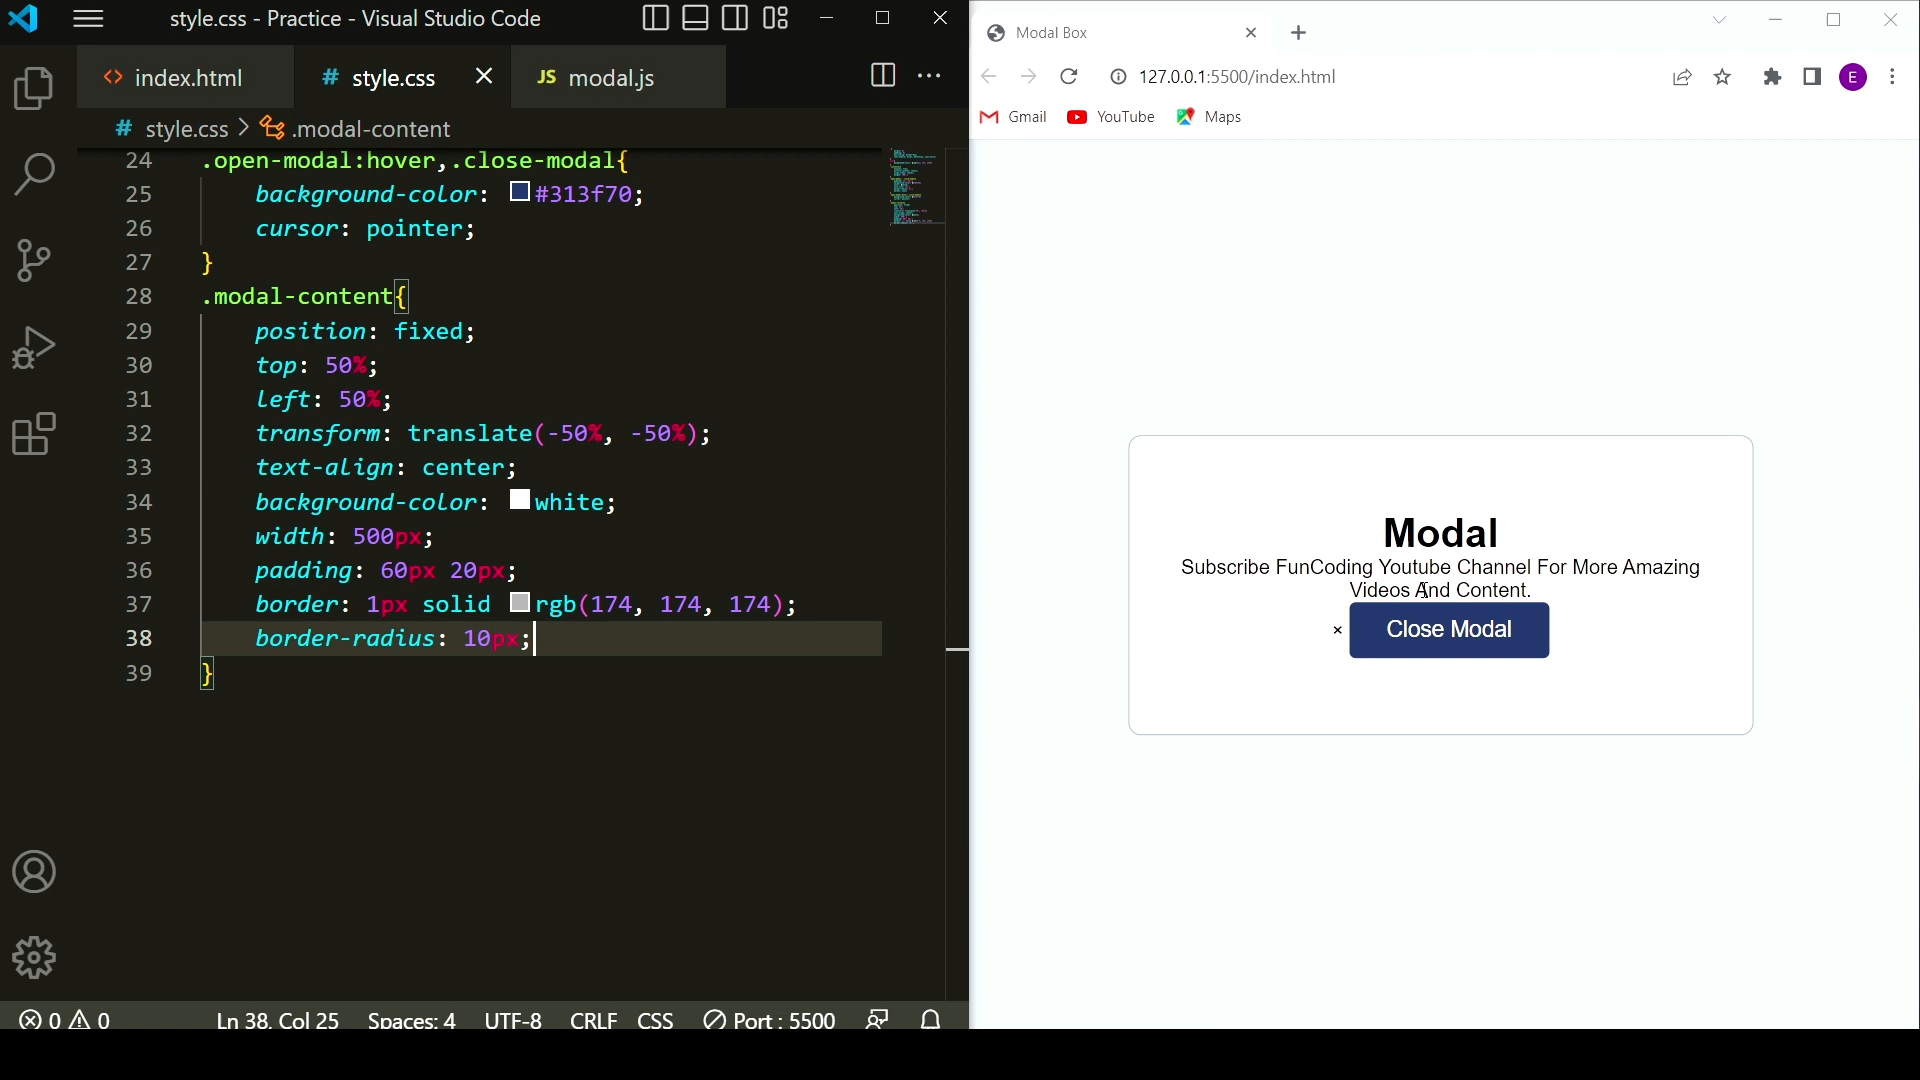 style.css - Practice - Visual Studio Code
index.html
# style.css
JS modal.js
# style.css > .modal-content
24 .open-modal:hover,.close-modal{
25 background-color: #313f70;
26 cursor: pointer;
27 }
28 .modal-content{
29 position: fixed;
30 top: 50%;
31 left: 50%;
32 transform: translate(-50%, -50%);
33 text-align: center;
34 background-color: white;
35 width: 500px;
36 padding: 60px 20px;
37 border: 1px solid rgb(174, 174, 174);
38 border-radius: 10px;
39 }
0 0 Ln 38, Col 25 Spaces: 4 UTF-8 CRLF CSS Port : 5500
Modal Box
127.0.0.1:5500/index.html
E
Gmail YouTube Maps
Modal
Subscribe FunCoding Youtube Channel For More Amazing
Videos And Content.
× Close Modal